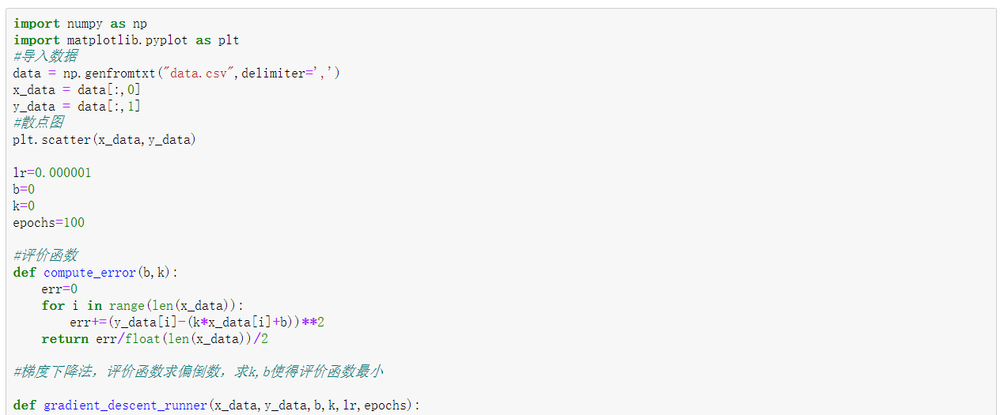 import numpy as np
import matplotlib.pyplot as plt
#导入数据
data = np.genfromtxt("data.csv",delimiter=',')
x_data = data[:,0]
y_data = data[:,1]
#散点图
plt.scatter(x_data,y_data)
lr=0.000001
b=0
k=0
epochs=100
#评价函数
def compute_error(b,k):
    err=0
    for i in range(len(x_data)):
        err+=(y_data[i]-(k*x_data[i]+b))**2
    return err/float(len(x_data))/2
#梯度下降法，评价函数求偏倒数，求k,b使得评价函数最小
def gradient_descent_runner(x_data,y_data,b,k,lr,epochs):